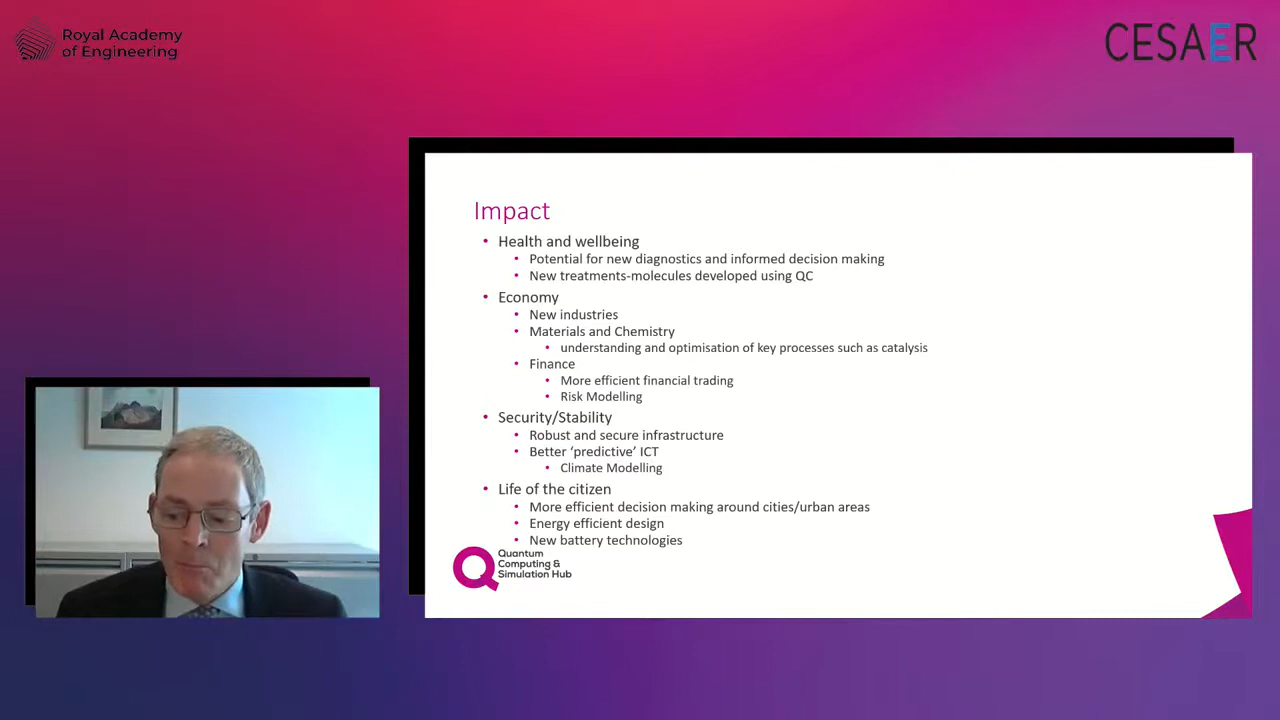 Royal Academy
of Engineering
CESAER
Impact
• Health and wellbeing
• Potential for new diagnostics and informed decision making
• New treatments-molecules developed using QC
• Economy
• New industries
• Materials and Chemistry
• understanding and optimisation of key processes such as catalysis
• Finance
• More efficient financial trading
• Risk Modelling
• Security/Stability
• Robust and secure infrastructure
• Better ‘predictive’ ICT
• Climate Modelling
• Life of the citizen
• More efficient decision making around cities/urban areas
• Energy efficient design
• New battery technologies
Quantum
Computing &
Simulation Hub